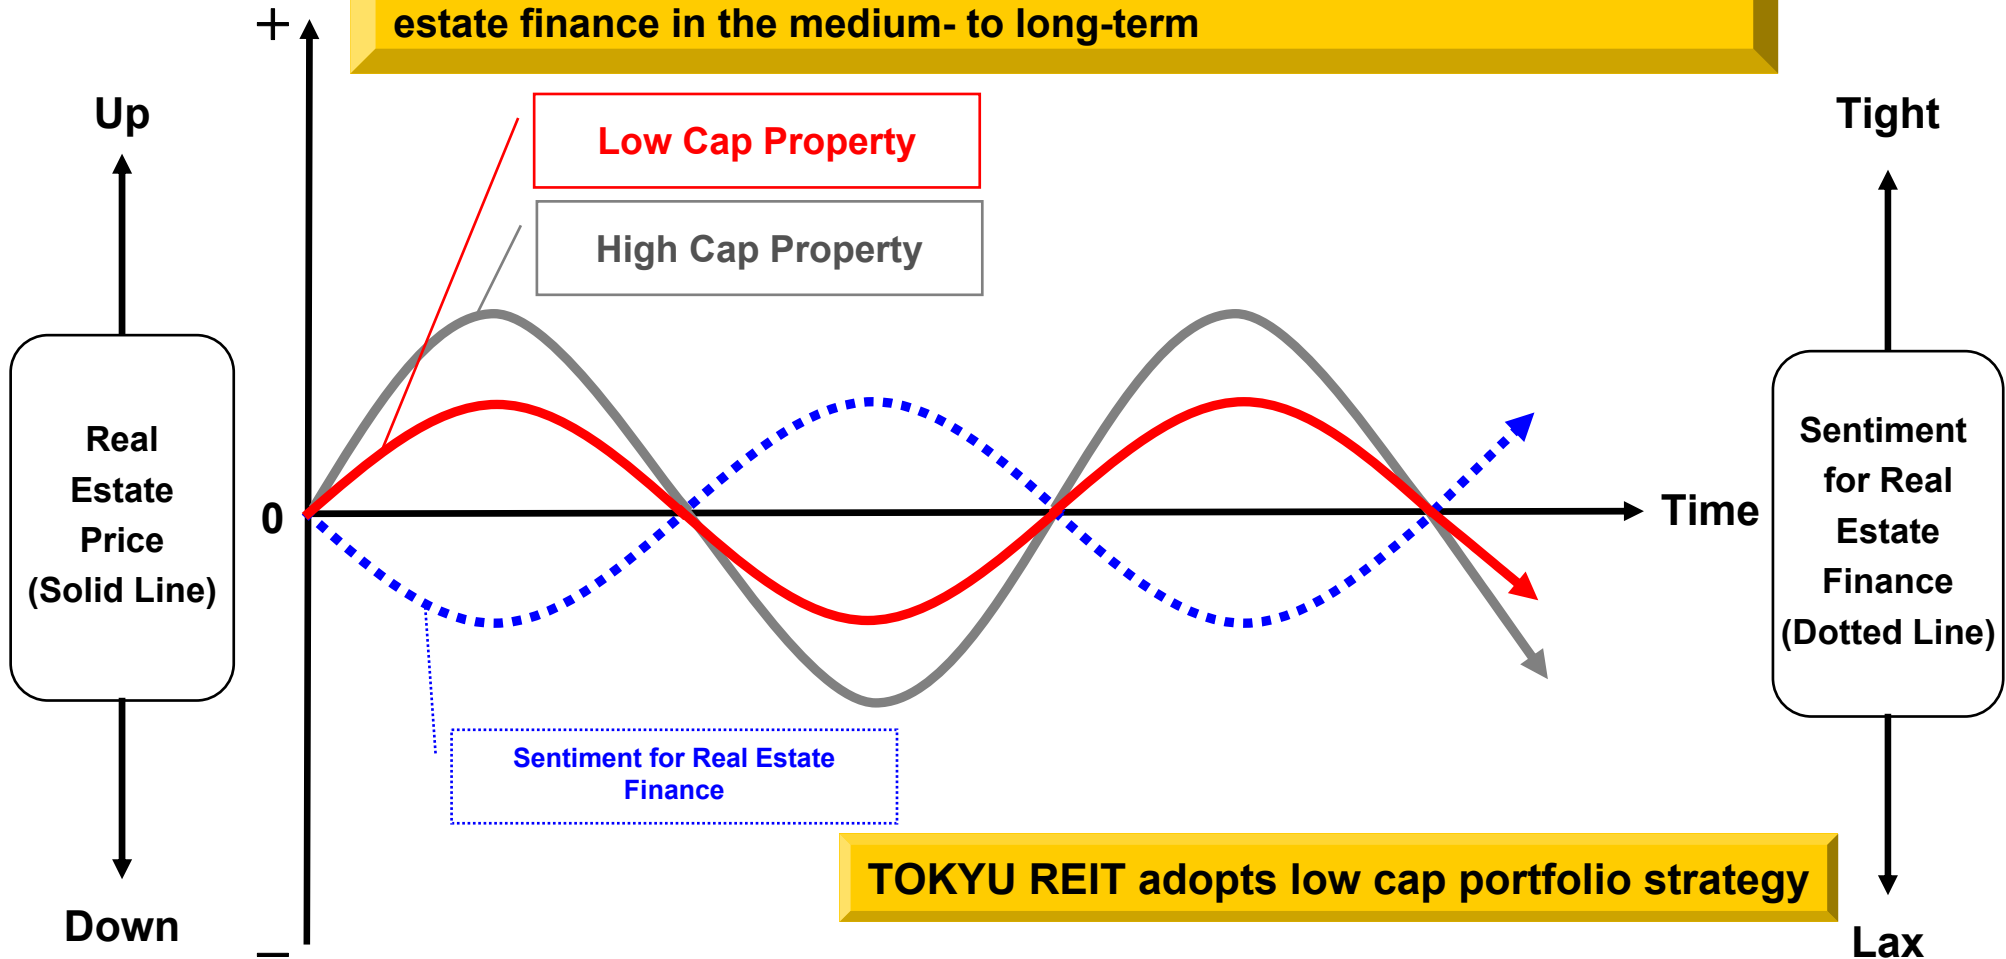 estate finance in the medium- to long-term
+
Up
Tight
Low Cap Property
High Cap Property
Real
Estate
Price
(Solid Line)
0
Time
Sentiment
for Real
Estate
Finance
(Dotted Line)
Sentiment for Real Estate
Finance
TOKYU REIT adopts low cap portfolio strategy
Down
−
Lax